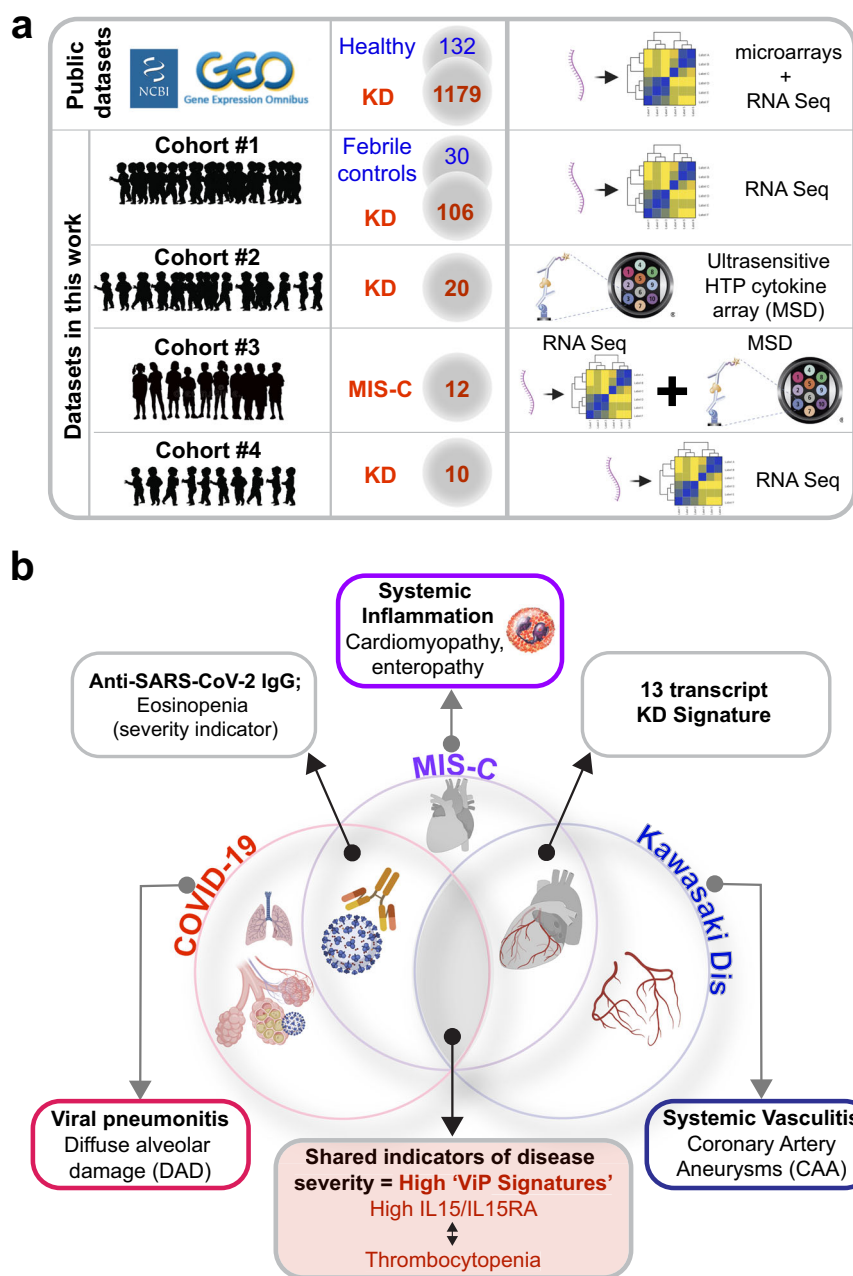 a
Public
datasets
NCBI
GEO
Gene Expression Omnibus
Healthy
132
KD
1179
microarrays
+
RNA Seq
Datasets in this work
Cohort #1
Febrile
controls
30
KD
106
RNA Seq
Cohort #2
KD
20
Ultrasensitive
HTP cytokine
array (MSD)
Cohort #3
MIS-C
12
RNA Seq
+
MSD
Cohort #4
KD
10
RNA Seq
b
Systemic
Inflammation
Cardiomyopathy,
enteropathy
Anti-SARS-CoV-2 IgG;
Eosinopenia
(severity indicator)
13 transcript
KD Signature
MIS-C
COVID-19
Kawasaki Dis
Viral pneumonitis
Diffuse alveolar
damage (DAD)
Systemic Vasculitis
Coronary Artery
Aneurysms (CAA)
Shared indicators of disease
severity = High ‘ViP Signatures’
High IL15/IL15RA
Thrombocytopenia